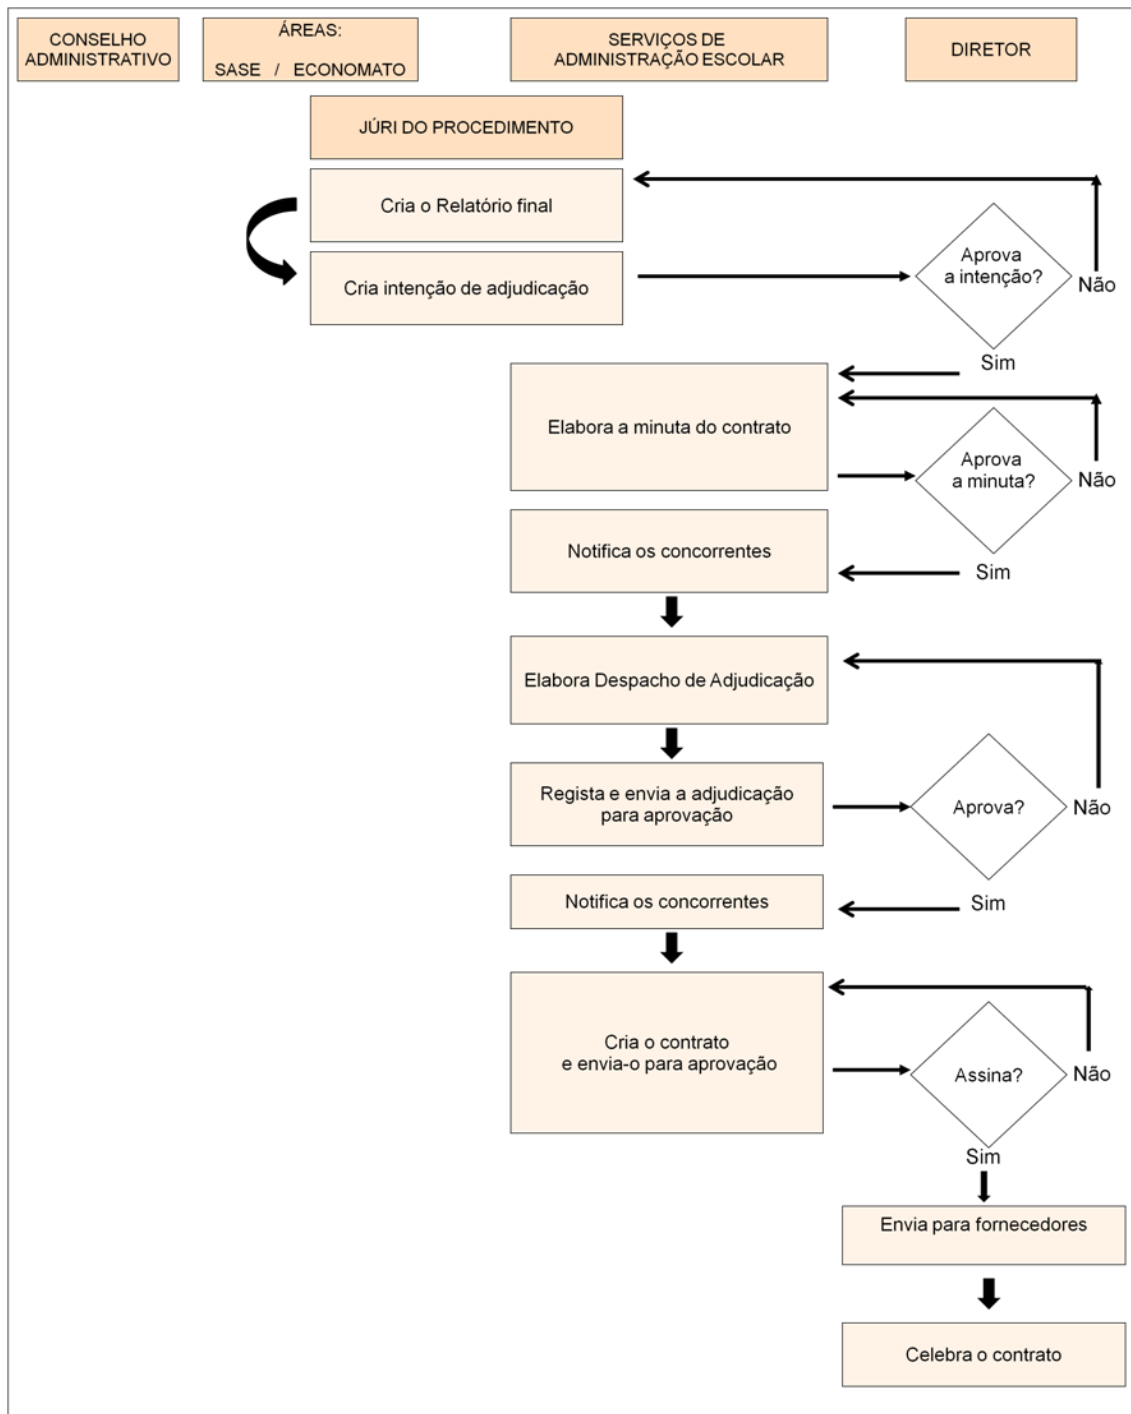 CONSELHO
ADMINISTRATIVO
ÁREAS:
SASE / ECONOMATO
SERVIÇOS DE
ADMINISTRAÇÃO ESCOLAR
DIRETOR
JÚRI DO PROCEDIMENTO
Cria o Relatório final
Cria intenção de adjudicação
Aprova
a intenção?
Não
Sim
Elabora a minuta do contrato
Aprova
a minuta?
Não
Notifica os concorrentes
Sim
Elabora Despacho de Adjudicação
Regista e envia a adjudicação
para aprovação
Aprova?
Não
Notifica os concorrentes
Sim
Cria o contrato
e envia-o para aprovação
Assina?
Não
Sim
Envia para fornecedores
Celebra o contrato